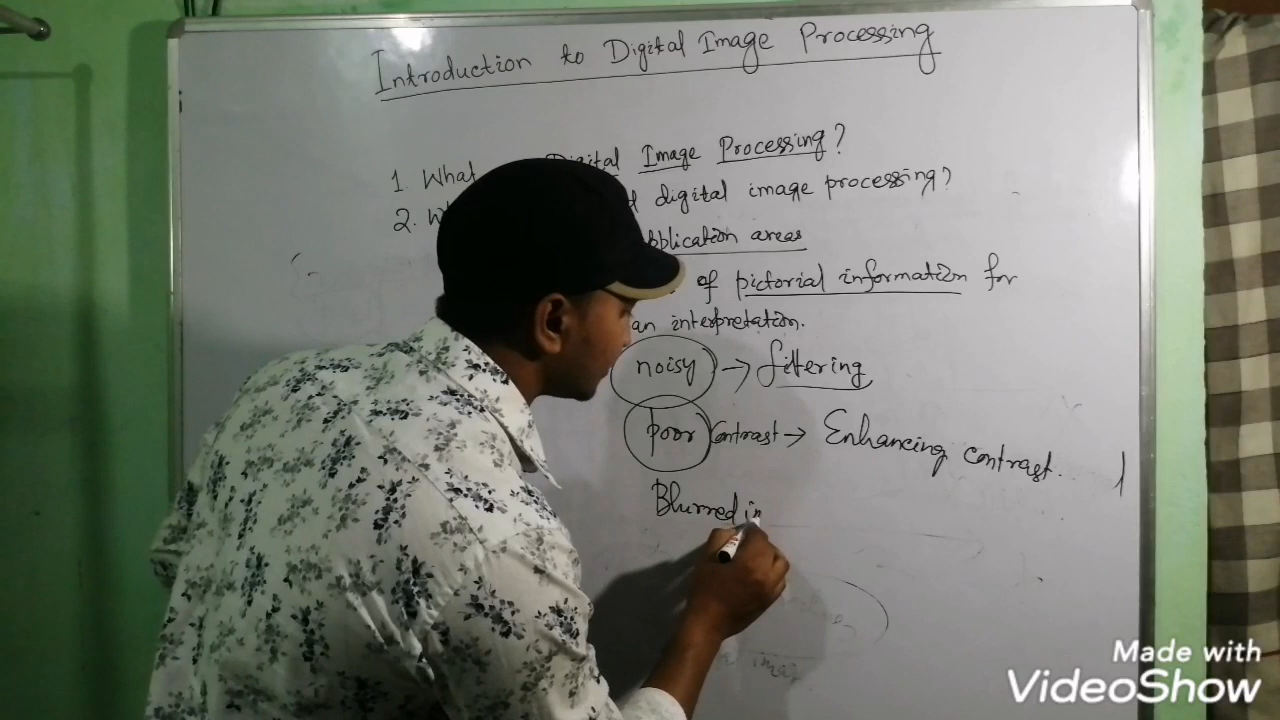 Introduction to Digital Image Processing
1. What Digital Image Processing?
2. digital image processing?
application areas
of pictorial information for
interpretation.
noisy → filtering
poor contrast → Enhancing contrast.
Blurred im
Made with
VideoShow